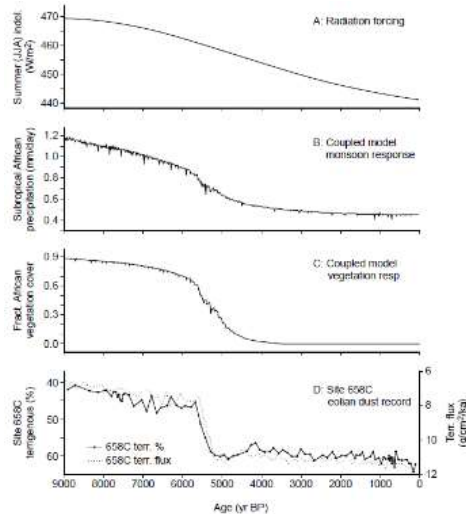 Summer (JJA) insol.
(W/m²)
470
460
450
440
A: Radiation forcing
Subtropical African
precipitation (mm/day)
1.2
1.0
0.8
0.6
0.4
B: Coupled model
monsoon response
Fract. African
vegetation cover
0.9
0.6
0.3
0.0
C: Coupled model
vegetation resp.
Site 658C
terrigenous (%)
40
50
60
D: Site 658C
eolian dust record
658C terr. %
658C terr. flux
6
8
10
12
Terr. flux
(g/cm²/kg)
9000 8000 7000 6000 5000 4000 3000 2000 1000 0
Age (yr BP)